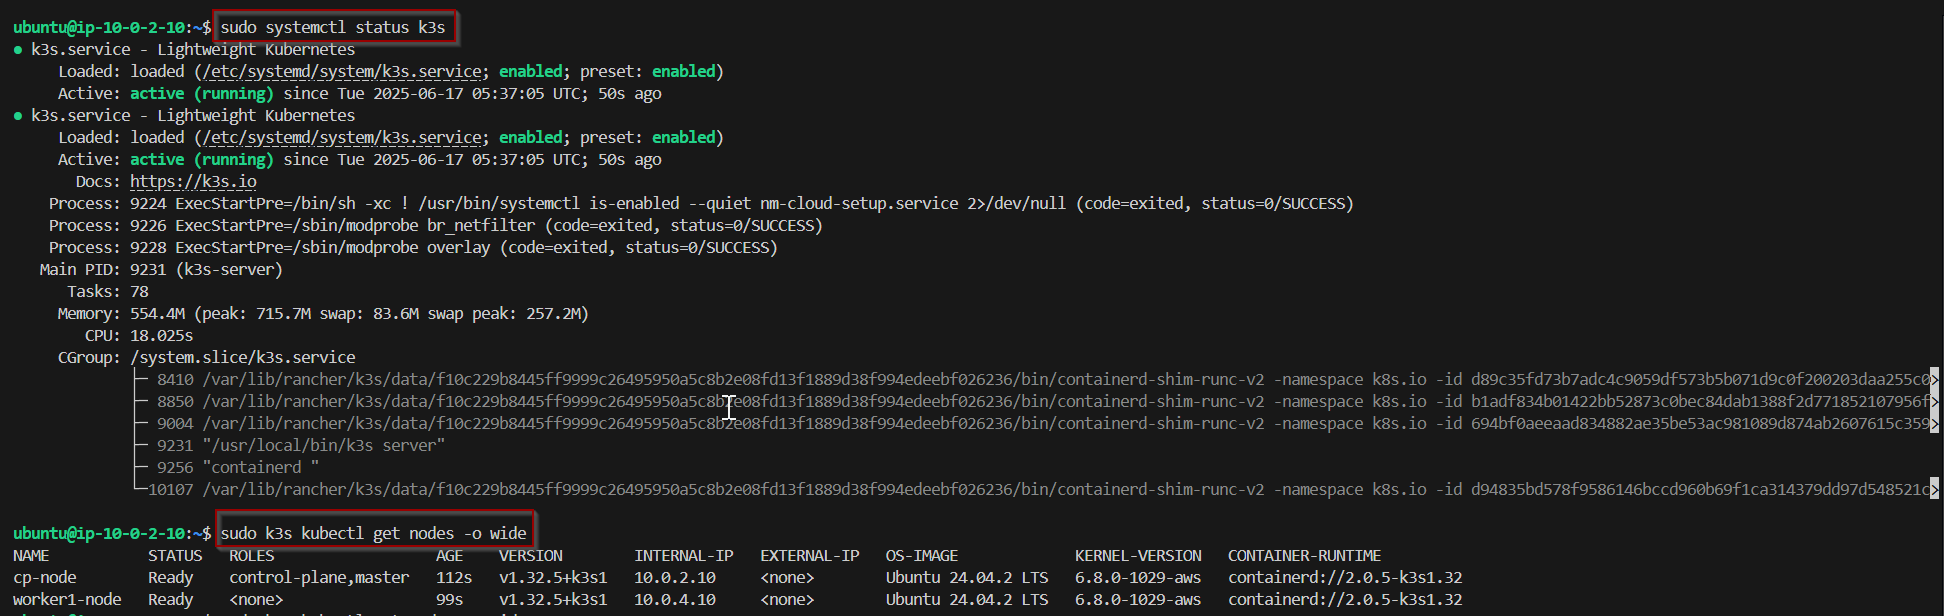 ubuntu@ip-10-0-2-10:~$ sudo systemctl status k3s
● k3s.service - Lightweight Kubernetes
Loaded: loaded (/etc/systemd/system/k3s.service; enabled; preset: enabled)
Active: active (running) since Tue 2025-06-17 05:37:05 UTC; 50s ago
● k3s.service - Lightweight Kubernetes
Loaded: loaded (/etc/systemd/system/k3s.service; enabled; preset: enabled)
Active: active (running) since Tue 2025-06-17 05:37:05 UTC; 50s ago
Docs: https://k3s.io
Process: 9224 ExecStartPre=/bin/sh -xc ! /usr/bin/systemctl is-enabled --quiet nm-cloud-setup.service 2>/dev/null (code=exited, status=0/SUCCESS)
Process: 9226 ExecStartPre=/sbin/modprobe br_netfilter (code=exited, status=0/SUCCESS)
Process: 9228 ExecStartPre=/sbin/modprobe overlay (code=exited, status=0/SUCCESS)
Main PID: 9231 (k3s-server)
Tasks: 78
Memory: 554.4M (peak: 715.7M swap: 83.6M swap peak: 257.2M)
CPU: 18.025s
CGroup: /system.slice/k3s.service
├─ 8410 /var/lib/rancher/k3s/data/f10c229b8445ff9999c26495950a5c8b2e08fd13f1889d38f994edeebf026236/bin/containerd-shim-runc-v2 -namespace k8s.io -id d89c35fd73b7adc4c9059df573b5b071d9c0f200203daa255c0>
├─ 8850 /var/lib/rancher/k3s/data/f10c229b8445ff9999c26495950a5c8b2e08fd13f1889d38f994edeebf026236/bin/containerd-shim-runc-v2 -namespace k8s.io -id b1adf834b01422bb52873c0bec84dab1388f2d771852107956f>
├─ 9004 /var/lib/rancher/k3s/data/f10c229b8445ff9999c26495950a5c8b2e08fd13f1889d38f994edeebf026236/bin/containerd-shim-runc-v2 -namespace k8s.io -id 694bf0aeeaad834882ae35be53ac981089d874ab2607615c359>
├─ 9231 "/usr/local/bin/k3s server"
├─ 9256 "containerd "
└─10107 /var/lib/rancher/k3s/data/f10c229b8445ff9999c26495950a5c8b2e08fd13f1889d38f994edeebf026236/bin/containerd-shim-runc-v2 -namespace k8s.io -id d94835bd578f9586146bccd960b69f1ca314379dd97d548521c>
ubuntu@ip-10-0-2-10:~$ sudo k3s kubectl get nodes -o wide
NAME STATUS ROLES AGE VERSION INTERNAL-IP EXTERNAL-IP OS-IMAGE KERNEL-VERSION CONTAINER-RUNTIME
cp-node Ready control-plane,master 112s v1.32.5+k3s1 10.0.2.10 <none> Ubuntu 24.04.2 LTS 6.8.0-1029-aws containerd://2.0.5-k3s1.32
worker1-node Ready <none> 99s v1.32.5+k3s1 10.0.4.10 <none> Ubuntu 24.04.2 LTS 6.8.0-1029-aws containerd://2.0.5-k3s1.32